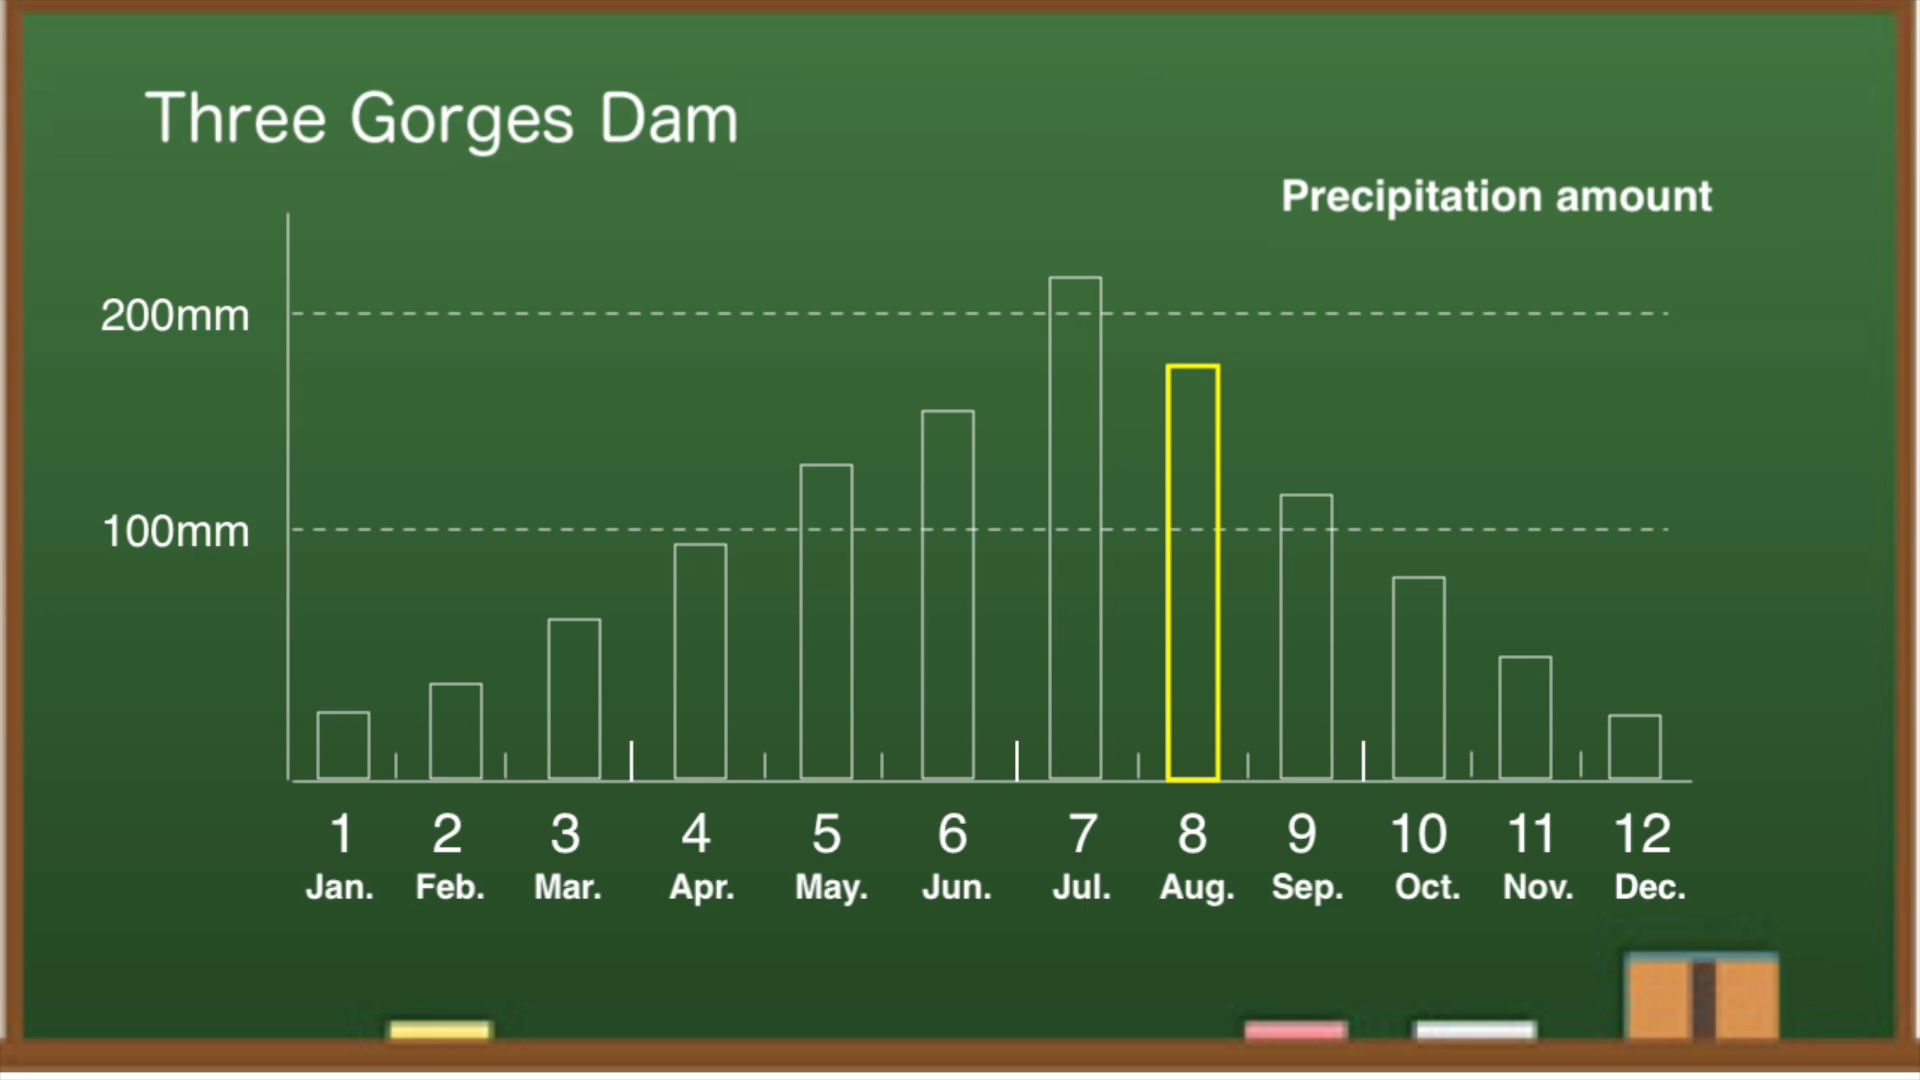 Three Gorges Dam
Precipitation amount
200mm
100mm
1 2 3 4 5 6 7 8 9 10 11 12
Jan. Feb. Mar. Apr. May. Jun. Jul. Aug. Sep. Oct. Nov. Dec.